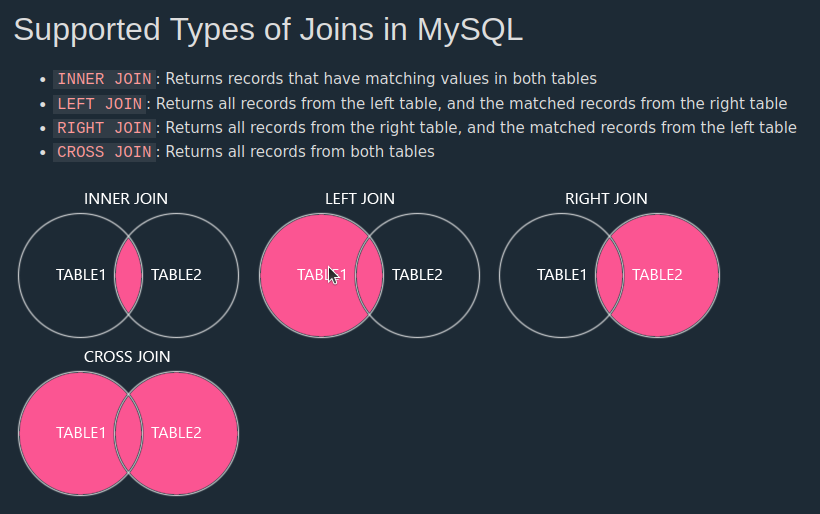 Supported Types of Joins in MySQL
• INNER JOIN: Returns records that have matching values in both tables
• LEFT JOIN: Returns all records from the left table, and the matched records from the right table
• RIGHT JOIN: Returns all records from the right table, and the matched records from the left table
• CROSS JOIN: Returns all records from both tables
INNER JOIN LEFT JOIN RIGHT JOIN
TABLE1 TABLE2 TABLE1 TABLE2 TABLE1 TABLE2
CROSS JOIN
TABLE1 TABLE2